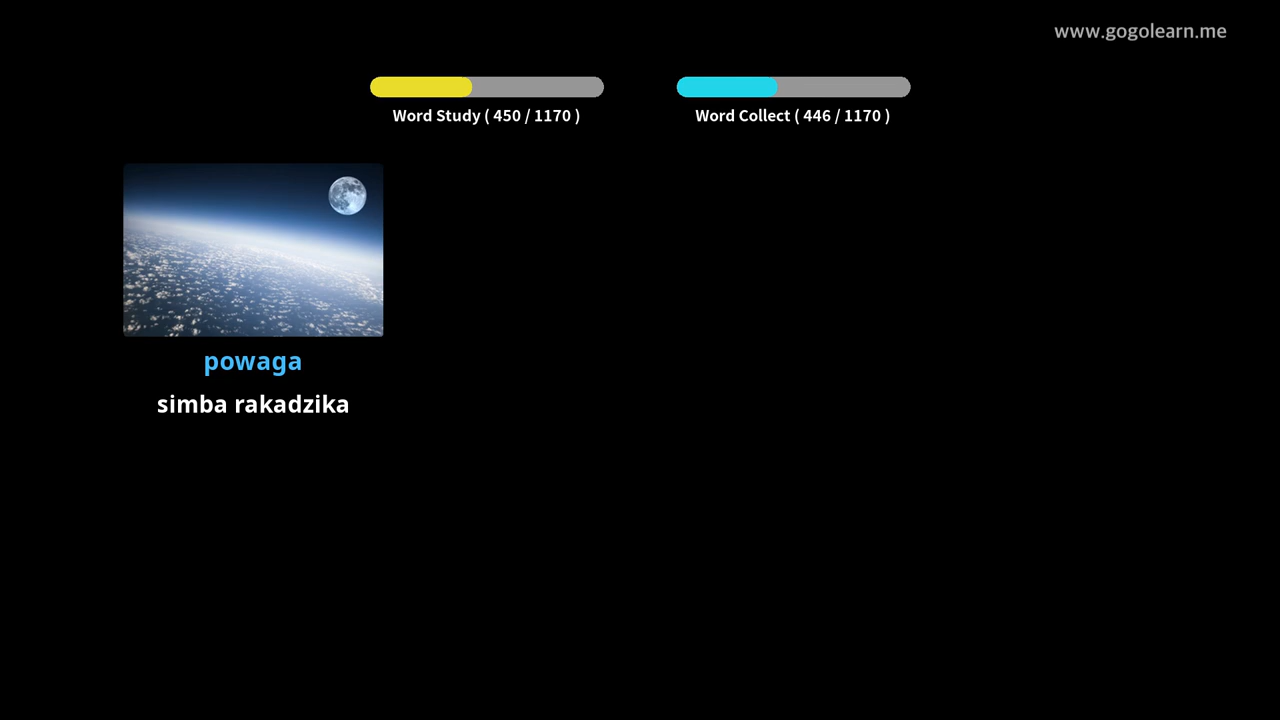 www.gogolearn.me
Word Study ( 450 / 1170 )
Word Collect ( 446 / 1170 )
powaga
simba rakadzika